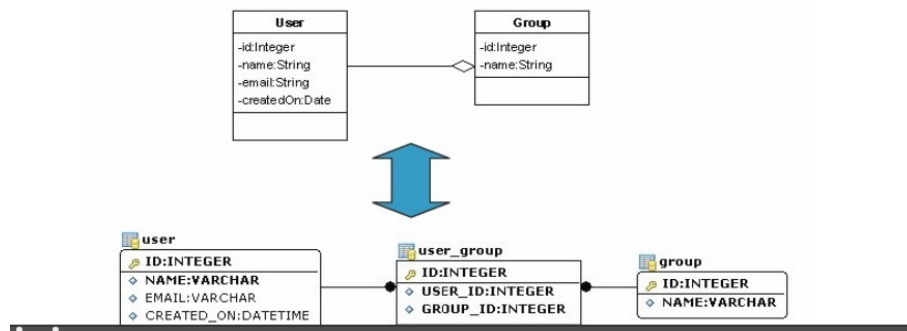 User
-id:Integer
-name:String
-email:String
-createdOn:Date
Group
-id:Integer
-name:String
user
ID:INTEGER
NAME:VARCHAR
EMAIL:VARCHAR
CREATED_ON:DATETIME
user_group
ID:INTEGER
USER_ID:INTEGER
GROUP_ID:INTEGER
group
ID:INTEGER
NAME:VARCHAR